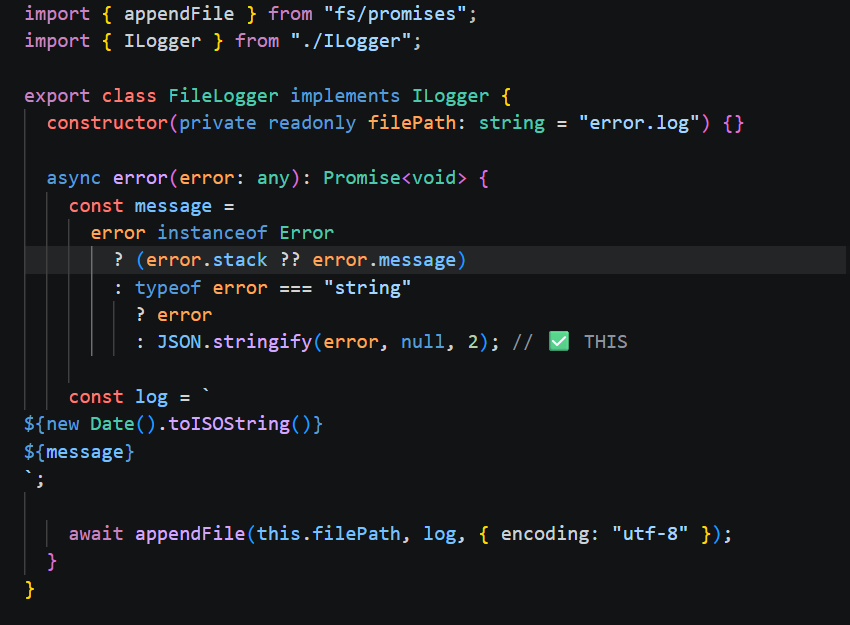 import { appendFile } from "fs/promises";
import { ILogger } from "./ILogger";
export class FileLogger implements ILogger {
constructor(private readonly filePath: string = "error.log") {}
async error(error: any): Promise<void> {
const message =
error instanceof Error
? (error.stack ?? error.message)
: typeof error === "string"
? error
: JSON.stringify(error, null, 2); // ✅ THIS
const log = `
${new Date().toISOString()}
${message}
`;
await appendFile(this.filePath, log, { encoding: "utf-8" });
}
}